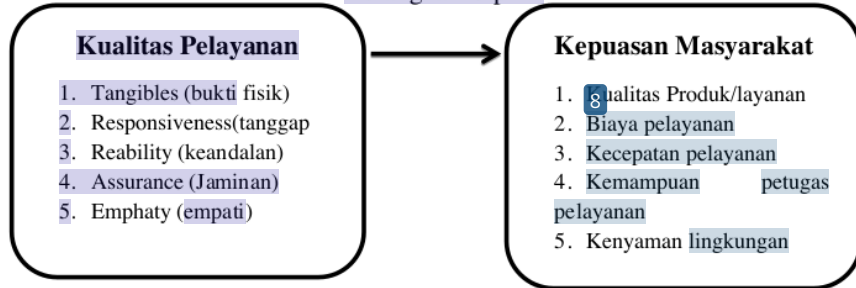 Kualitas Pelayanan
1. Tangibles (bukti fisik)
2. Responsiveness(tanggap
3. Reability (keandalan)
4. Assurance (Jaminan)
5. Emphaty (empati)
Kepuasan Masyarakat
1. Kualitas Produk/layanan
8
2. Biaya pelayanan
3. Kecepatan pelayanan
4. Kemampuan petugas
pelayanan
5. Kenyaman lingkungan